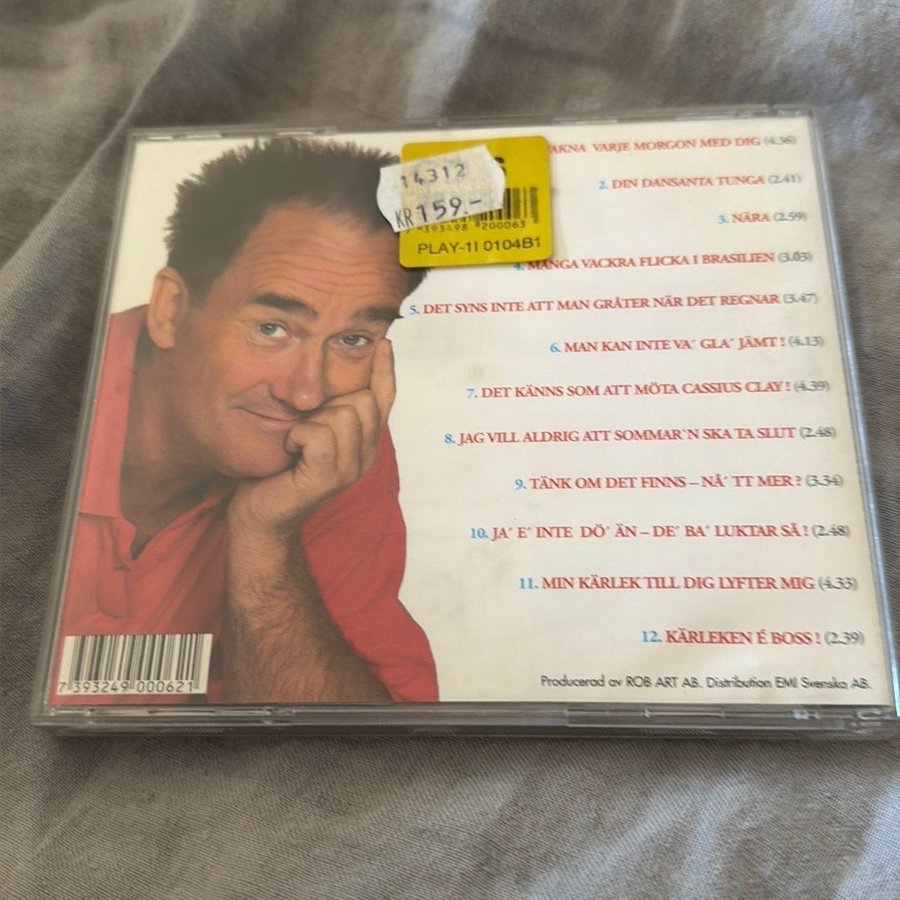 VAKNA VARJE MORGON MED DIG (4.36)
2. DIN DANSANTA TUNGA (2.41)
3. NÄRA (2.59)
4. MÅNGA VACKRA FLICKA I BRASILIEN (3.03)
5. DET SYNS INTE ATT MAN GRÅTER NÄR DET REGNAR (3.47)
6. MAN KAN INTE VA´ GLA´ JÄMT ! (4.13)
7. DET KÄNNS SOM ATT MÖTA CASSIUS CLAY ! (4.39)
8. JAG VILL ALDRIG ATT SOMMAR`N SKA TA SLUT (2.48)
9. TÄNK OM DET FINNS – NÅ´ TT MER ? (3.34)
10. JA´ E´ INTE DÖ´ ÄN – DE´ BA´ LUKTAR SÅ ! (2.48)
11. MIN KÄRLEK TILL DIG LYFTER MIG (4.33)
12. KÄRLEKEN É BOSS ! (2.39)
Producerad av ROB ART AB. Distribution EMI Svenska AB.
14312
KR 159.-
7 393498 200063
PLAY-1I 0104B1
7 393249 000621